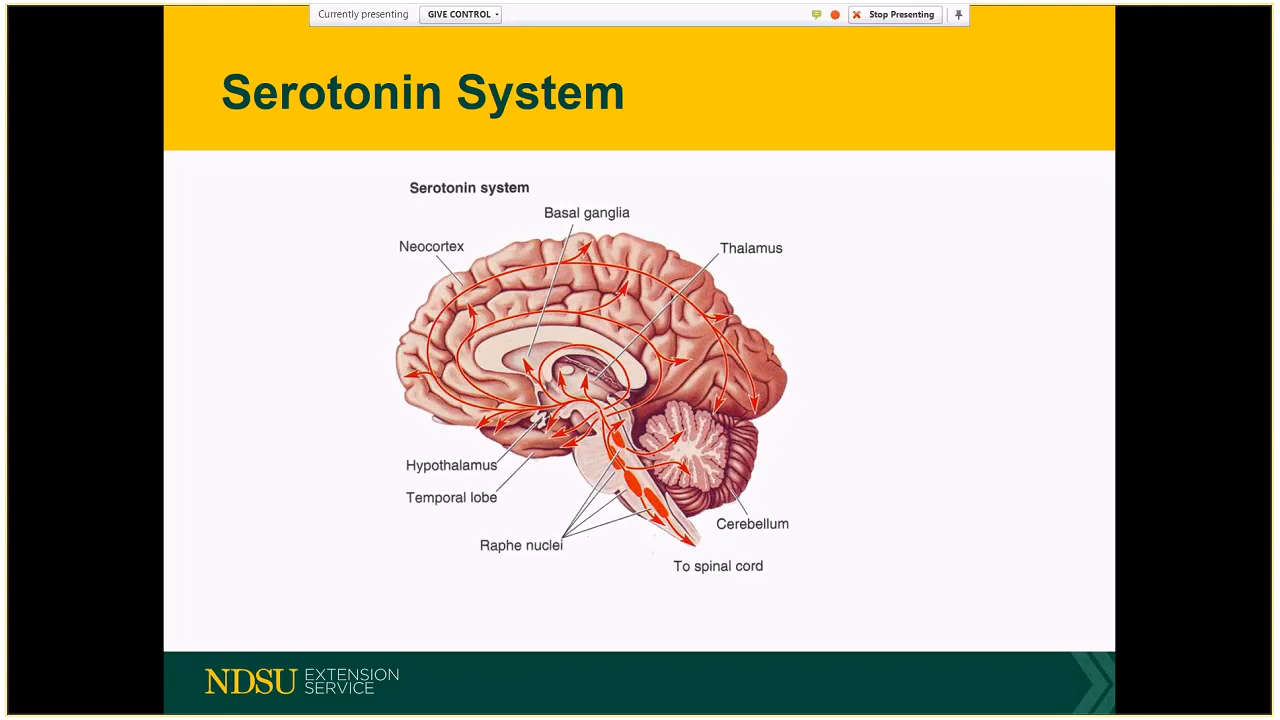 Currently presenting
GIVE CONTROL
Stop Presenting
Serotonin System
Serotonin system
Basal ganglia
Neocortex
Thalamus
Hypothalamus
Temporal lobe
Cerebellum
Raphe nuclei
To spinal cord
NDSU EXTENSION
SERVICE